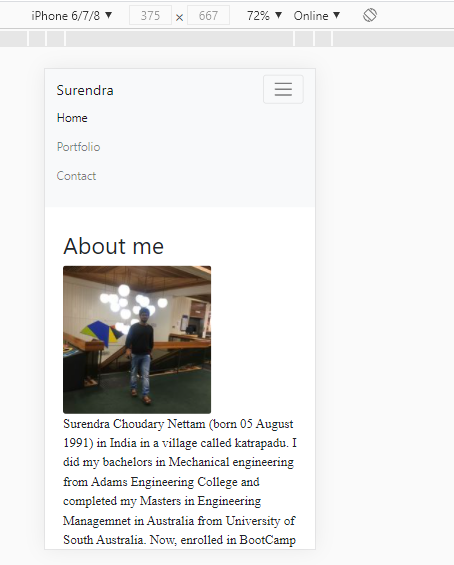 iPhone 6/7/8 ▼ 375 × 667 72% ▼ Online ▼
Surendra
Home
Portfolio
Contact
About me
Surendra Choudary Nettam (born 05 August
1991) in India in a village called katrapadu. I
did my bachelors in Mechanical engineering
from Adams Engineering College and
completed my Masters in Engineering
Managemnet in Australia from University of
South Australia. Now, enrolled in BootCamp